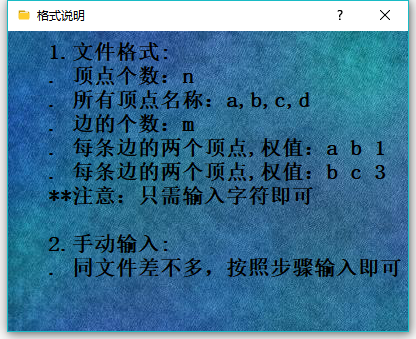 格式说明
?
1.文件格式:
. 顶点个数：n
. 所有顶点名称：a,b,c,d
. 边的个数：m
. 每条边的两个顶点,权值：a b 1
. 每条边的两个顶点,权值：b c 3
**注意：只需输入字符即可
2.手动输入:
. 同文件差不多，按照步骤输入即可